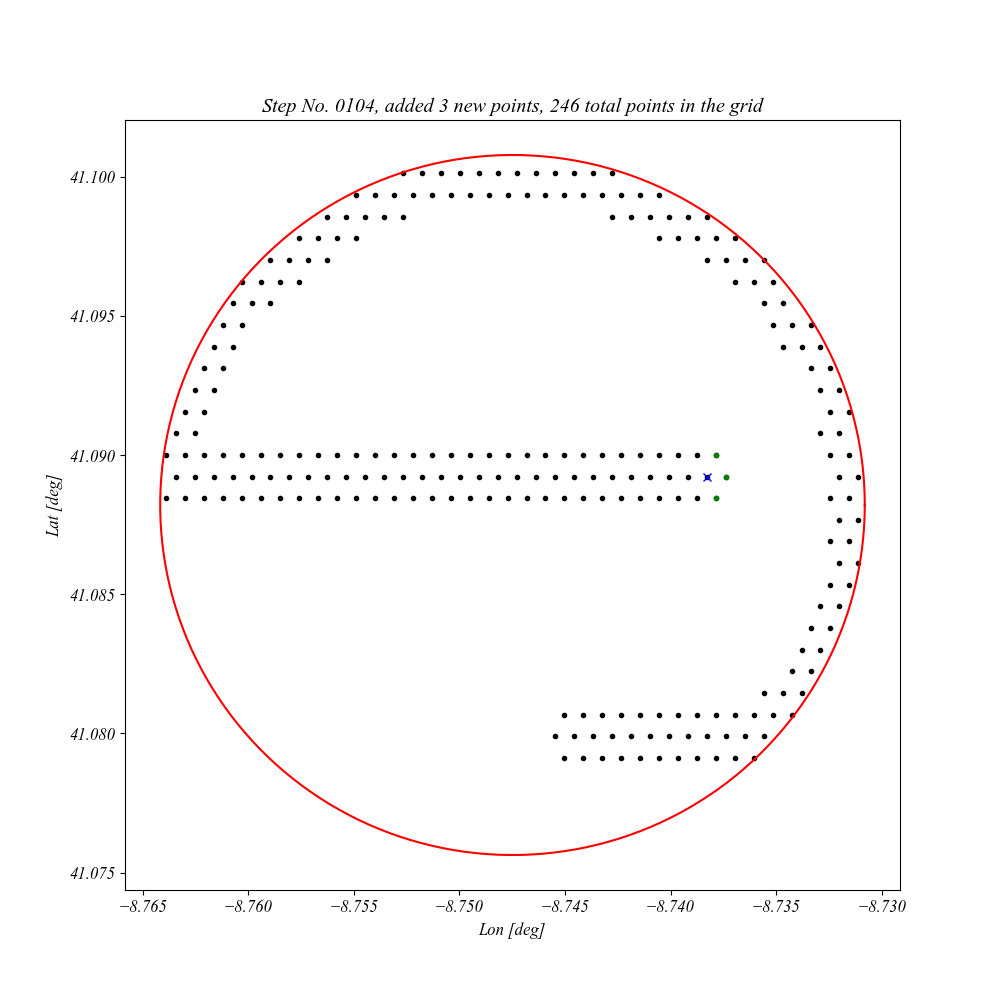 Step No. 0104, added 3 new points, 246 total points in the grid
41.100
41.095
41.090
41.085
41.080
41.075
Lat [deg]
−8.765 −8.760 −8.755 −8.750 −8.745 −8.740 −8.735 −8.730
Lon [deg]